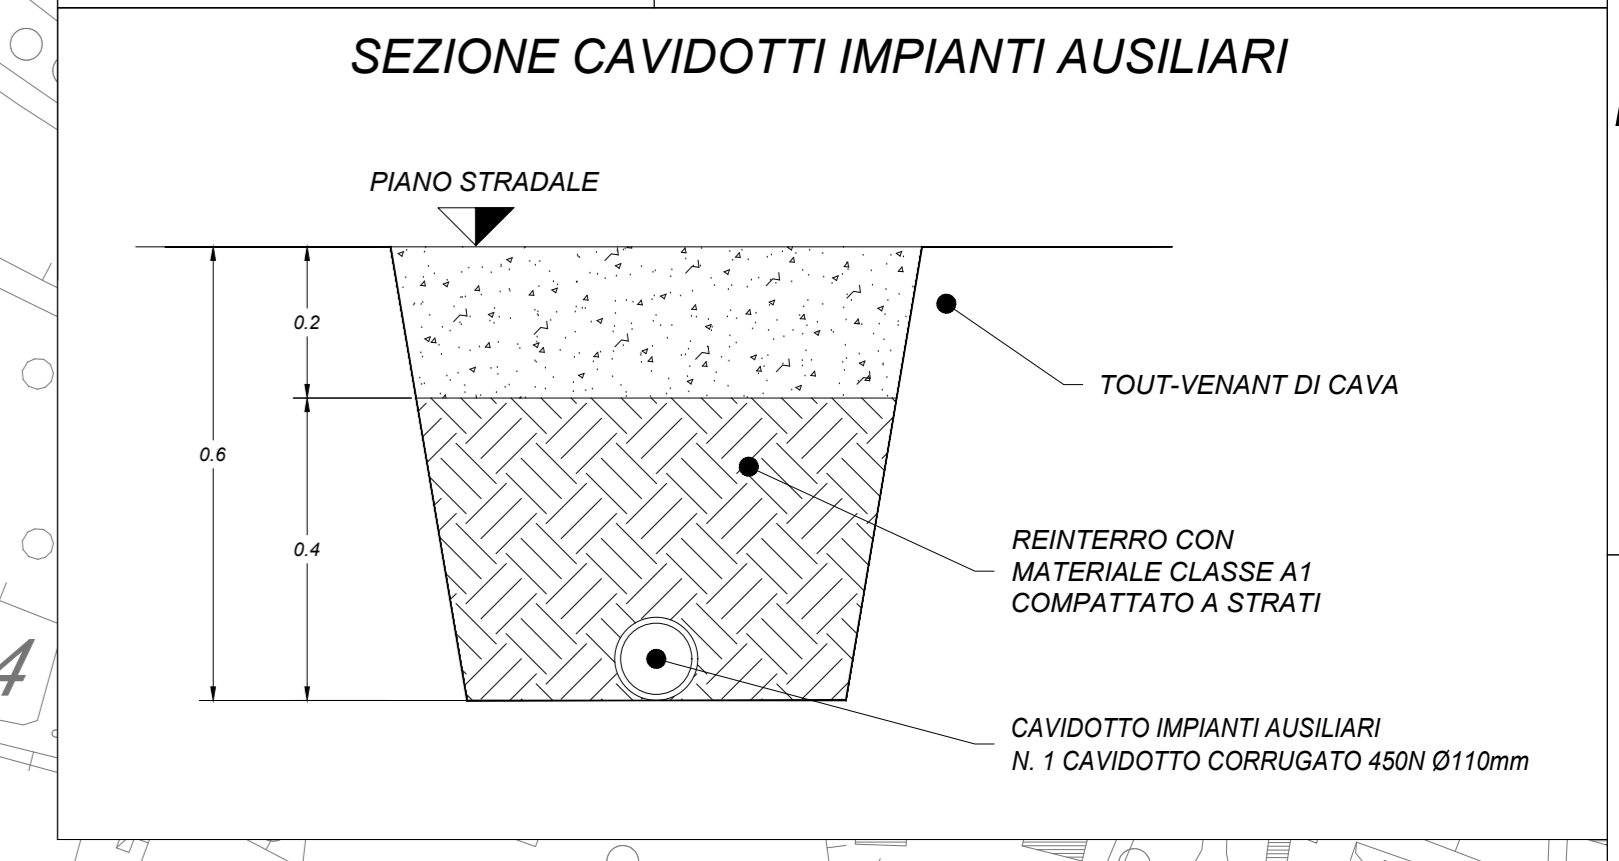 SEZIONE CAVIDOTTI IMPIANTI AUSILIARI
PIANO STRADALE
0.2
TOUT-VENANT DI CAVA
0.6
0.4
REINTERRO CON
MATERIALE CLASSE A1
COMPATTATO A STRATI
4
CAVIDOTTO IMPIANTI AUSILIARI
N. 1 CAVIDOTTO CORRUGATO 450N Ø110mm